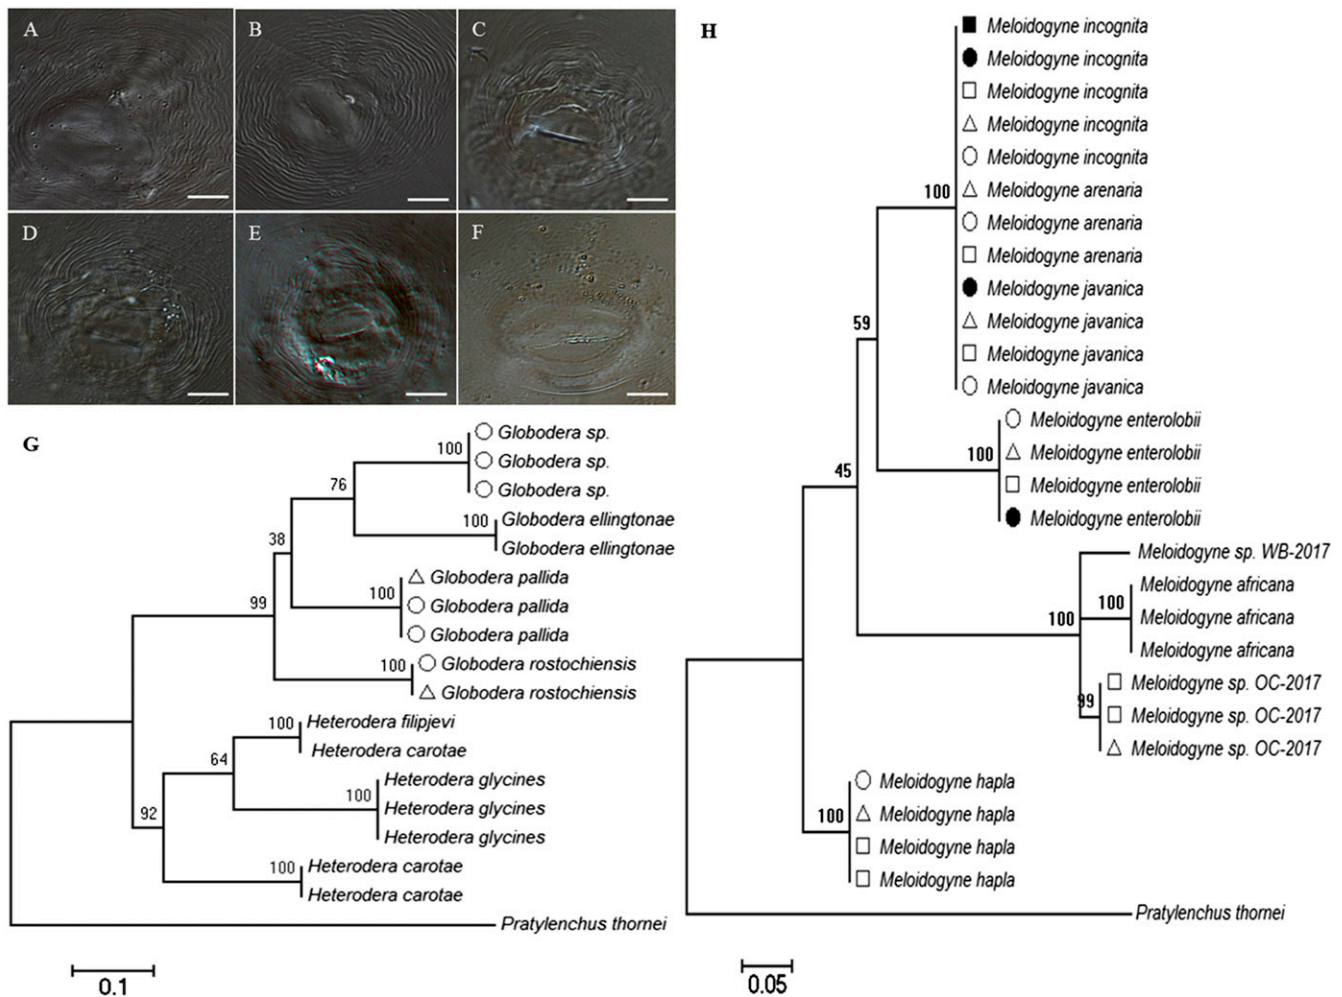 A
B
C
D
E
F
G
100
Globodera sp.
Globodera sp.
Globodera sp.
76
100
Globodera ellingtonae
Globodera ellingtonae
38
100
Globodera pallida
Globodera pallida
Globodera pallida
99
100
Globodera rostochiensis
Globodera rostochiensis
100
Heterodera filipjevi
Heterodera carotae
64
100
Heterodera glycines
Heterodera glycines
Heterodera glycines
92
100
Heterodera carotae
Heterodera carotae
Pratylenchus thornei
0.1
H
Meloidogyne incognita
Meloidogyne incognita
Meloidogyne incognita
Meloidogyne incognita
Meloidogyne incognita
100
Meloidogyne arenaria
Meloidogyne arenaria
Meloidogyne arenaria
Meloidogyne javanica
Meloidogyne javanica
Meloidogyne javanica
Meloidogyne javanica
59
Meloidogyne enterolobii
100
Meloidogyne enterolobii
Meloidogyne enterolobii
Meloidogyne enterolobii
45
Meloidogyne sp. WB-2017
100
Meloidogyne africana
Meloidogyne africana
Meloidogyne africana
100
Meloidogyne sp. OC-2017
99
Meloidogyne sp. OC-2017
Meloidogyne sp. OC-2017
Meloidogyne hapla
100
Meloidogyne hapla
Meloidogyne hapla
Meloidogyne hapla
Pratylenchus thornei
0.05